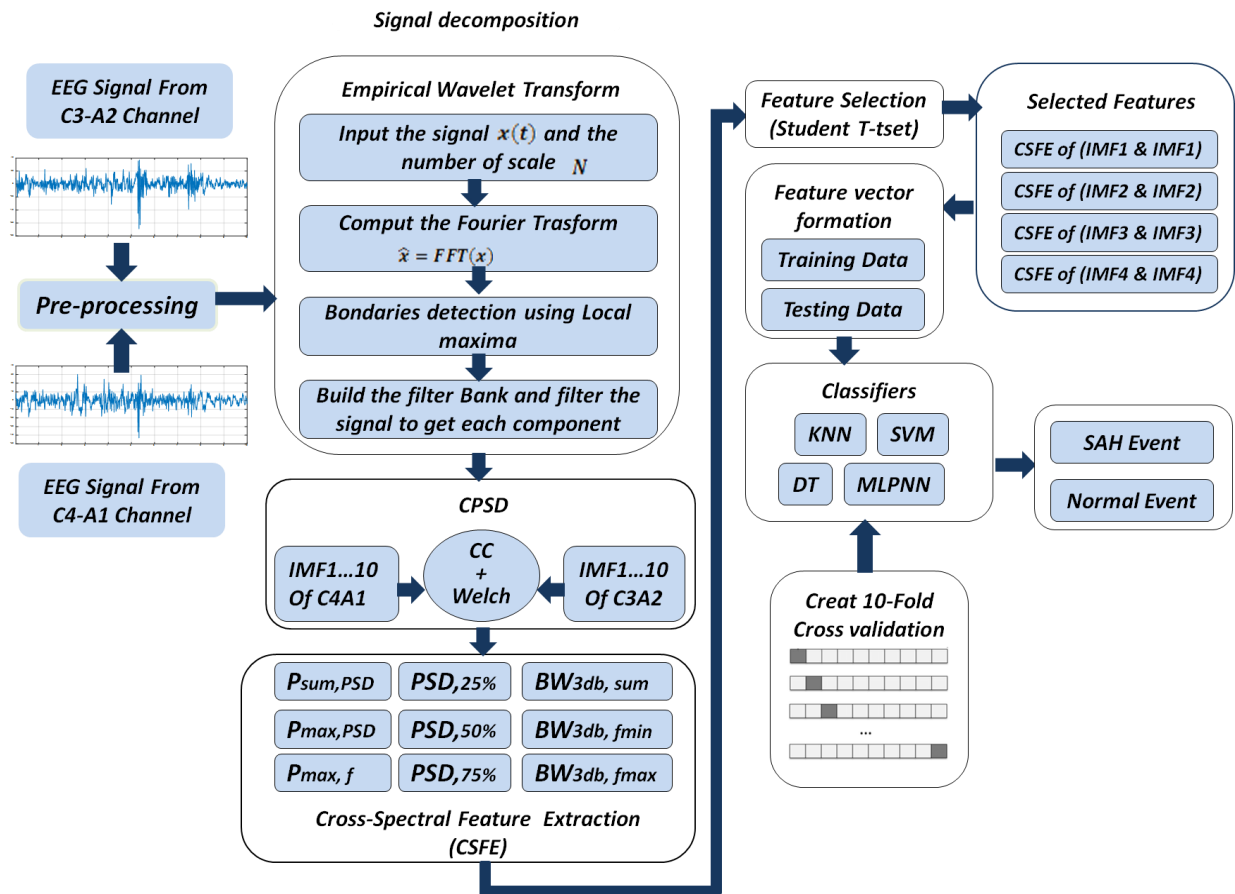 Signal decomposition
EEG Signal From
C3-A2 Channel
Pre-processing
EEG Signal From
C4-A1 Channel
Empirical Wavelet Transform
Input the signal x(t) and the
number of scale N
Comput the Fourier Trasform
x̂ = FFT(x)
Bondaries detection using Local
maxima
Build the filter Bank and filter the
signal to get each component
CPSD
IMF1...10
Of C4A1
CC
+
Welch
IMF1...10
Of C3A2
Psum,PSD
PSD,25%
BW3db, sum
Pmax,PSD
PSD,50%
BW3db, fmin
Pmax, f
PSD,75%
BW3db, fmax
Cross-Spectral Feature Extraction
(CSFE)
Feature Selection
(Student T-tset)
Selected Features
CSFE of (IMF1 & IMF1)
CSFE of (IMF2 & IMF2)
CSFE of (IMF3 & IMF3)
CSFE of (IMF4 & IMF4)
Feature vector
formation
Training Data
Testing Data
Classifiers
KNN
SVM
DT
MLPNN
SAH Event
Normal Event
Creat 10-Fold
Cross validation
...